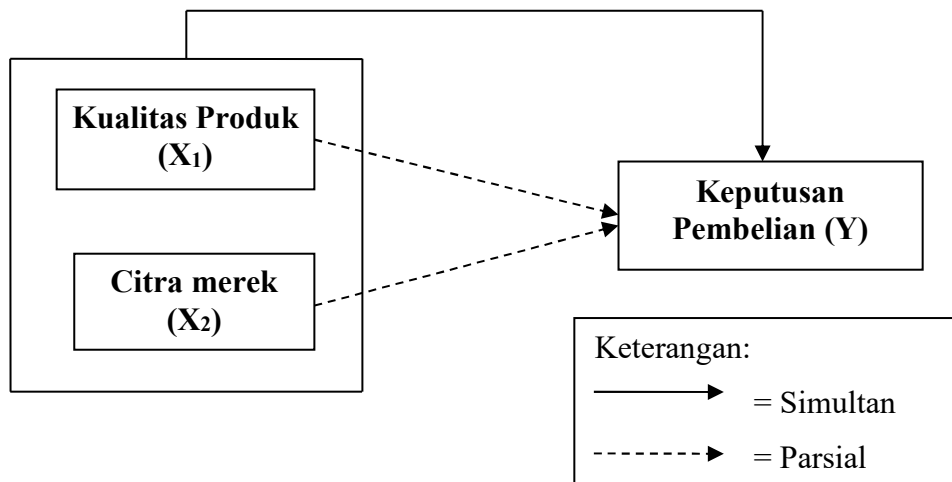 Kualitas Produk
(X₁)
Keputusan
Pembelian (Y)
Citra merek
(X₂)
Keterangan:
= Simultan
= Parsial